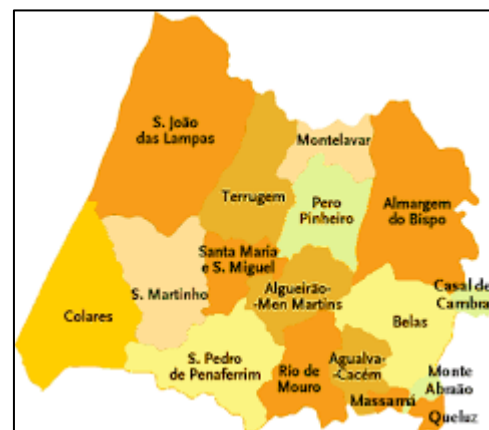 S. João
das Lampas
Montelavar
Terrugem
Pero
Pinheiro
Almargem
do Bispo
Santa Maria
e S. Miguel
Algueirão-
-Men Martins
Casal de
Cambra
S. Martinho
Colares
Belas
S. Pedro
de Penaferrim
Rio de
Mouro
Agualva-
-Cacém
Monte
Abraão
Massamá
Queluz